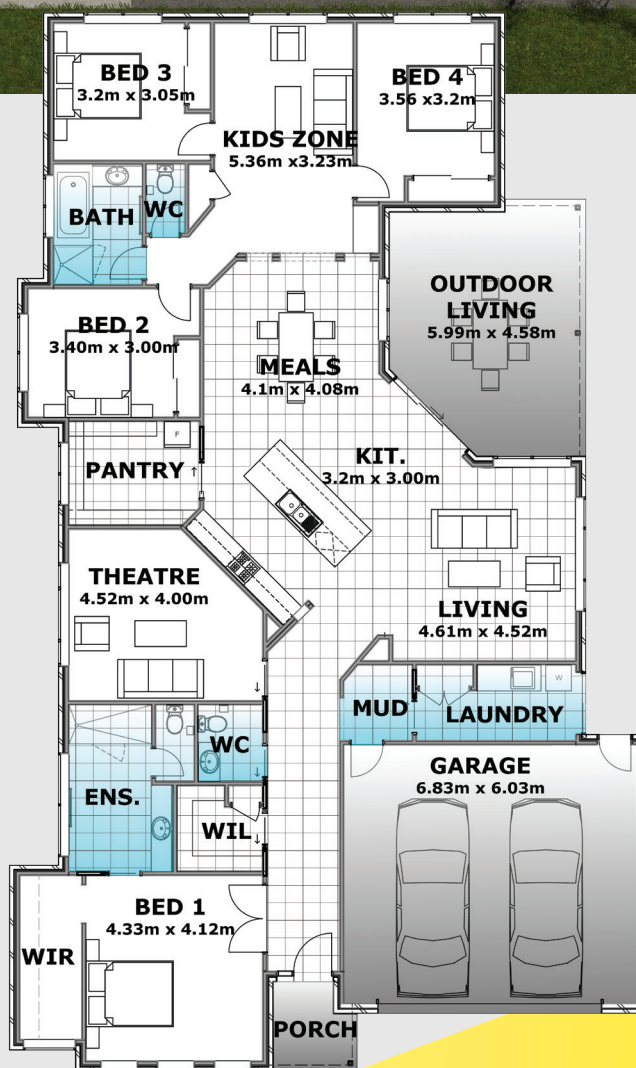 BED 3
3.2m x 3.05m
KIDS ZONE
5.36m x3.23m
BED 4
3.56 x3.2m
BATH
WC
OUTDOOR
LIVING
5.99m x 4.58m
BED 2
3.40m x 3.00m
MEALS
4.1m x 4.08m
F
PANTRY
KIT.
3.2m x 3.00m
THEATRE
4.52m x 4.00m
LIVING
4.61m x 4.52m
MUD
LAUNDRY
W
WC
ENS.
WIL
GARAGE
6.83m x 6.03m
BED 1
4.33m x 4.12m
WIR
PORCH